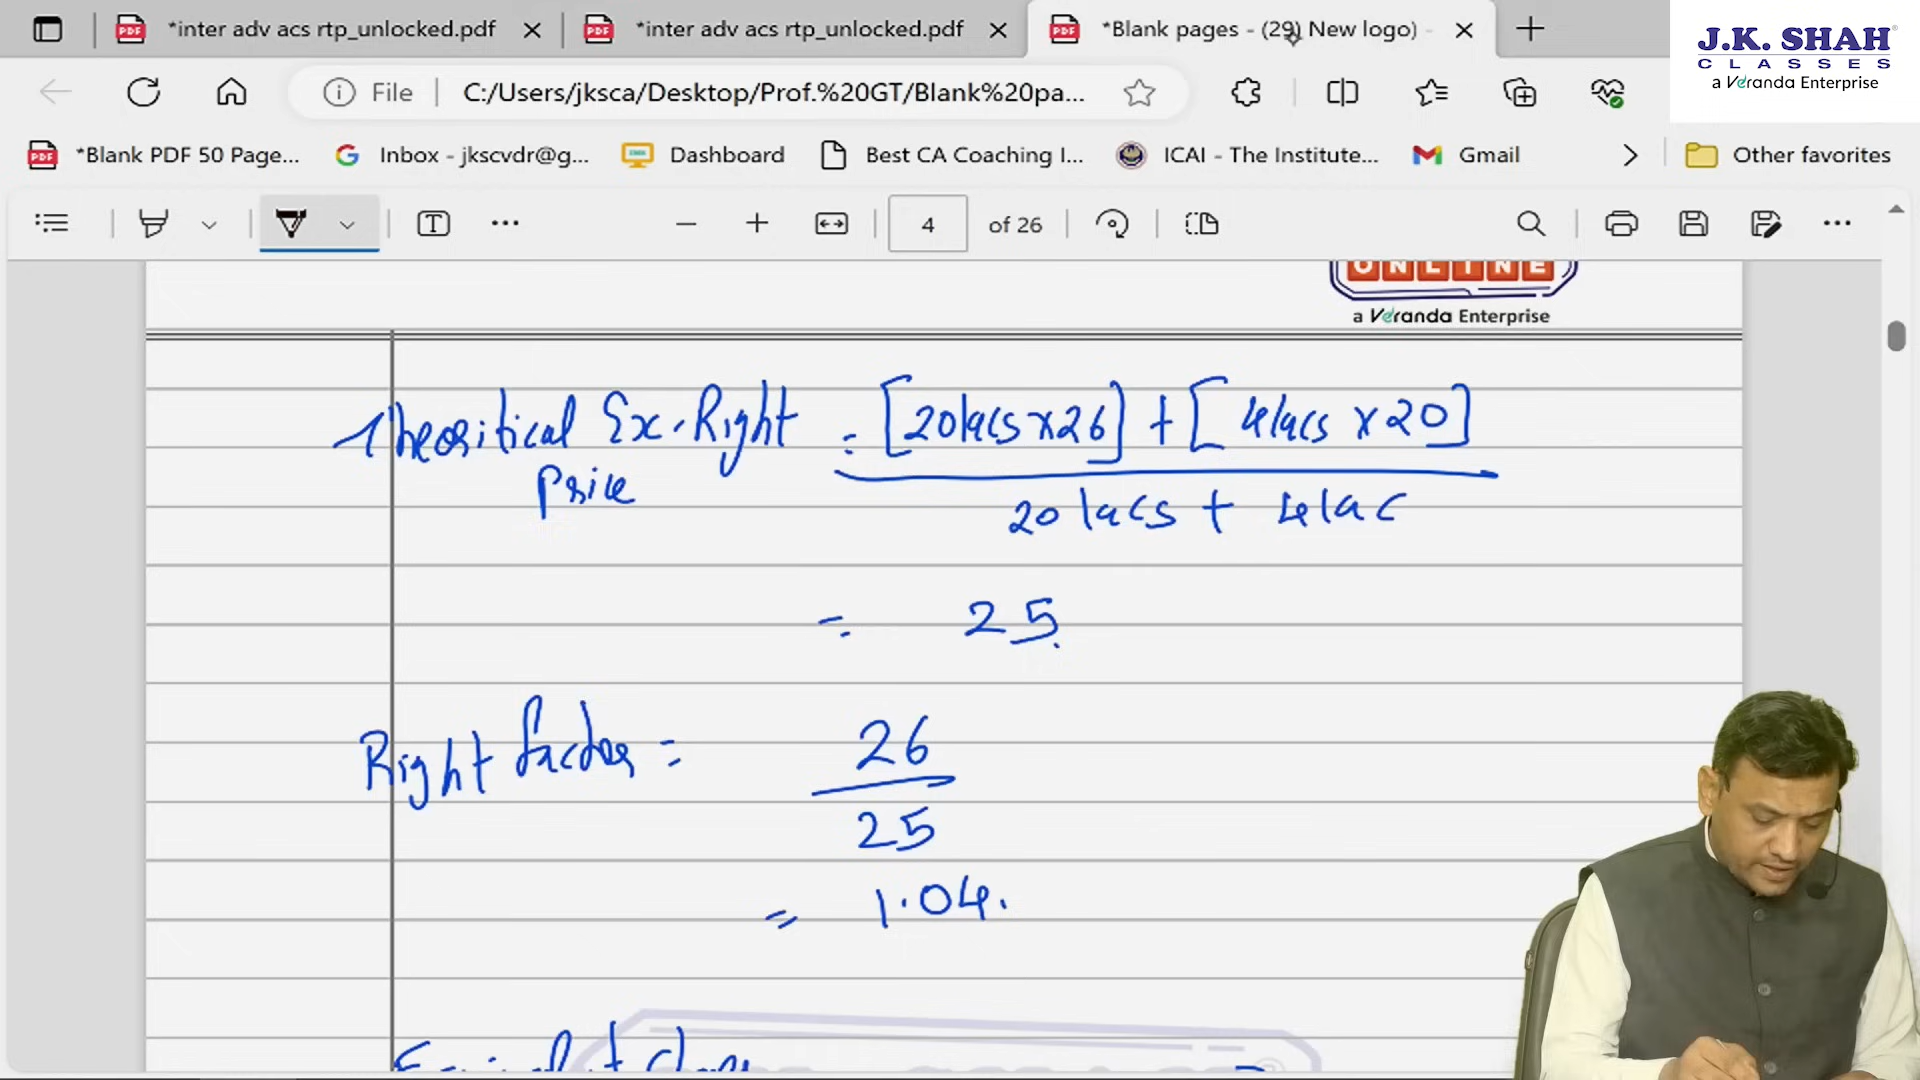 *inter adv acs rtp_unlocked.pdf
*inter adv acs rtp_unlocked.pdf
*Blank pages - (29) New logo) -
J.K. SHAH
CLASSES
a Veranda Enterprise
File
C:/Users/jksca/Desktop/Prof.%20GT/Blank%20pa...
*Blank PDF 50 Page...
Inbox - jkscvdr@g...
Dashboard
Best CA Coaching I...
ICAI - The Institute...
Gmail
Other favorites
4 of 26
ONLINE
a Veranda Enterprise
Theoritical Ex-Right Price = [20lacs x 26] + [4lacs x 20]
20 lacs + 4lac
= 25.
Right factor = 26
25
= 1.04.